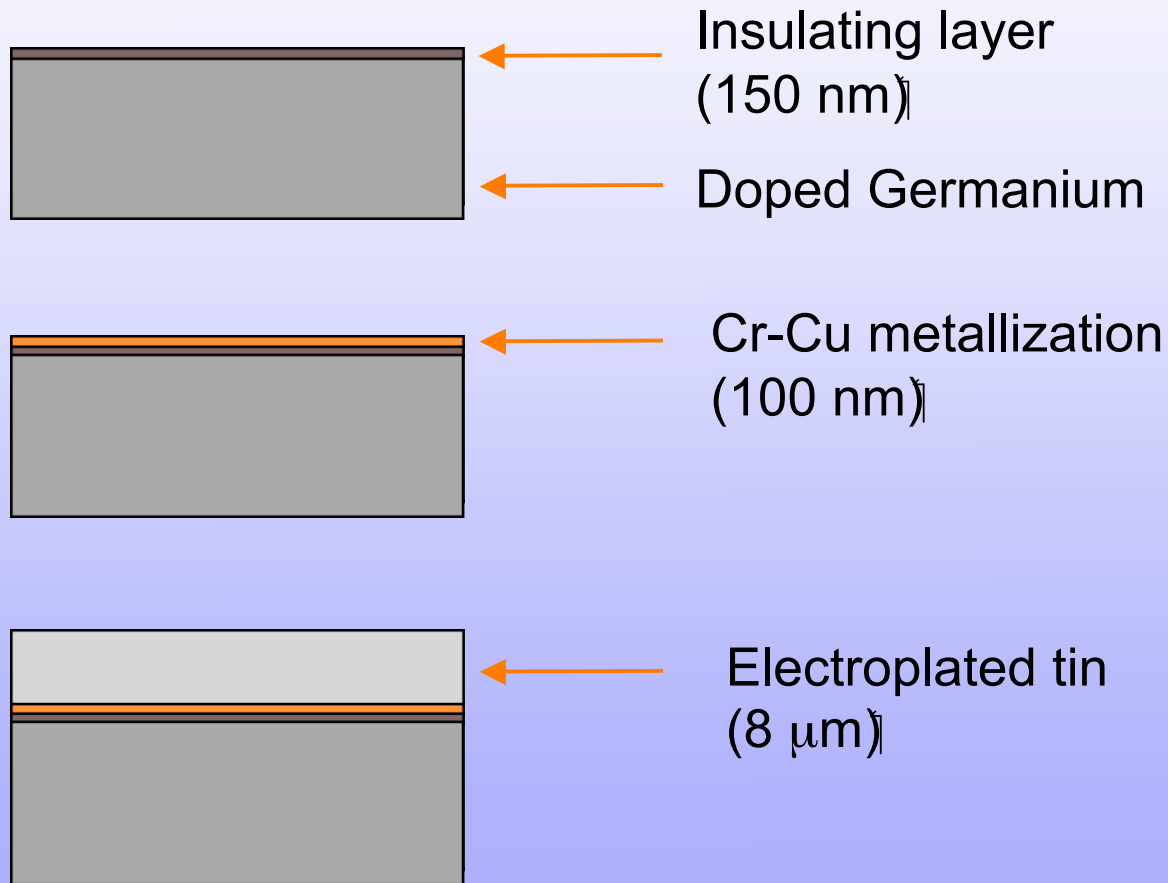 Insulating layer
(150 nm)
Doped Germanium
Cr-Cu metallization
(100 nm)
Electroplated tin
(8 μm)